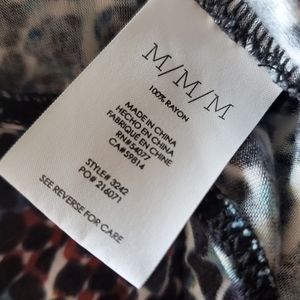 M/M/M
100% RAYON
MADE IN CHINA
HECHO EN CHINA
FABRIQUÉ EN CHINE
RN#54077
CA#59814
STYLE# 3242
PO# 216071
SEE REVERSE FOR CARE